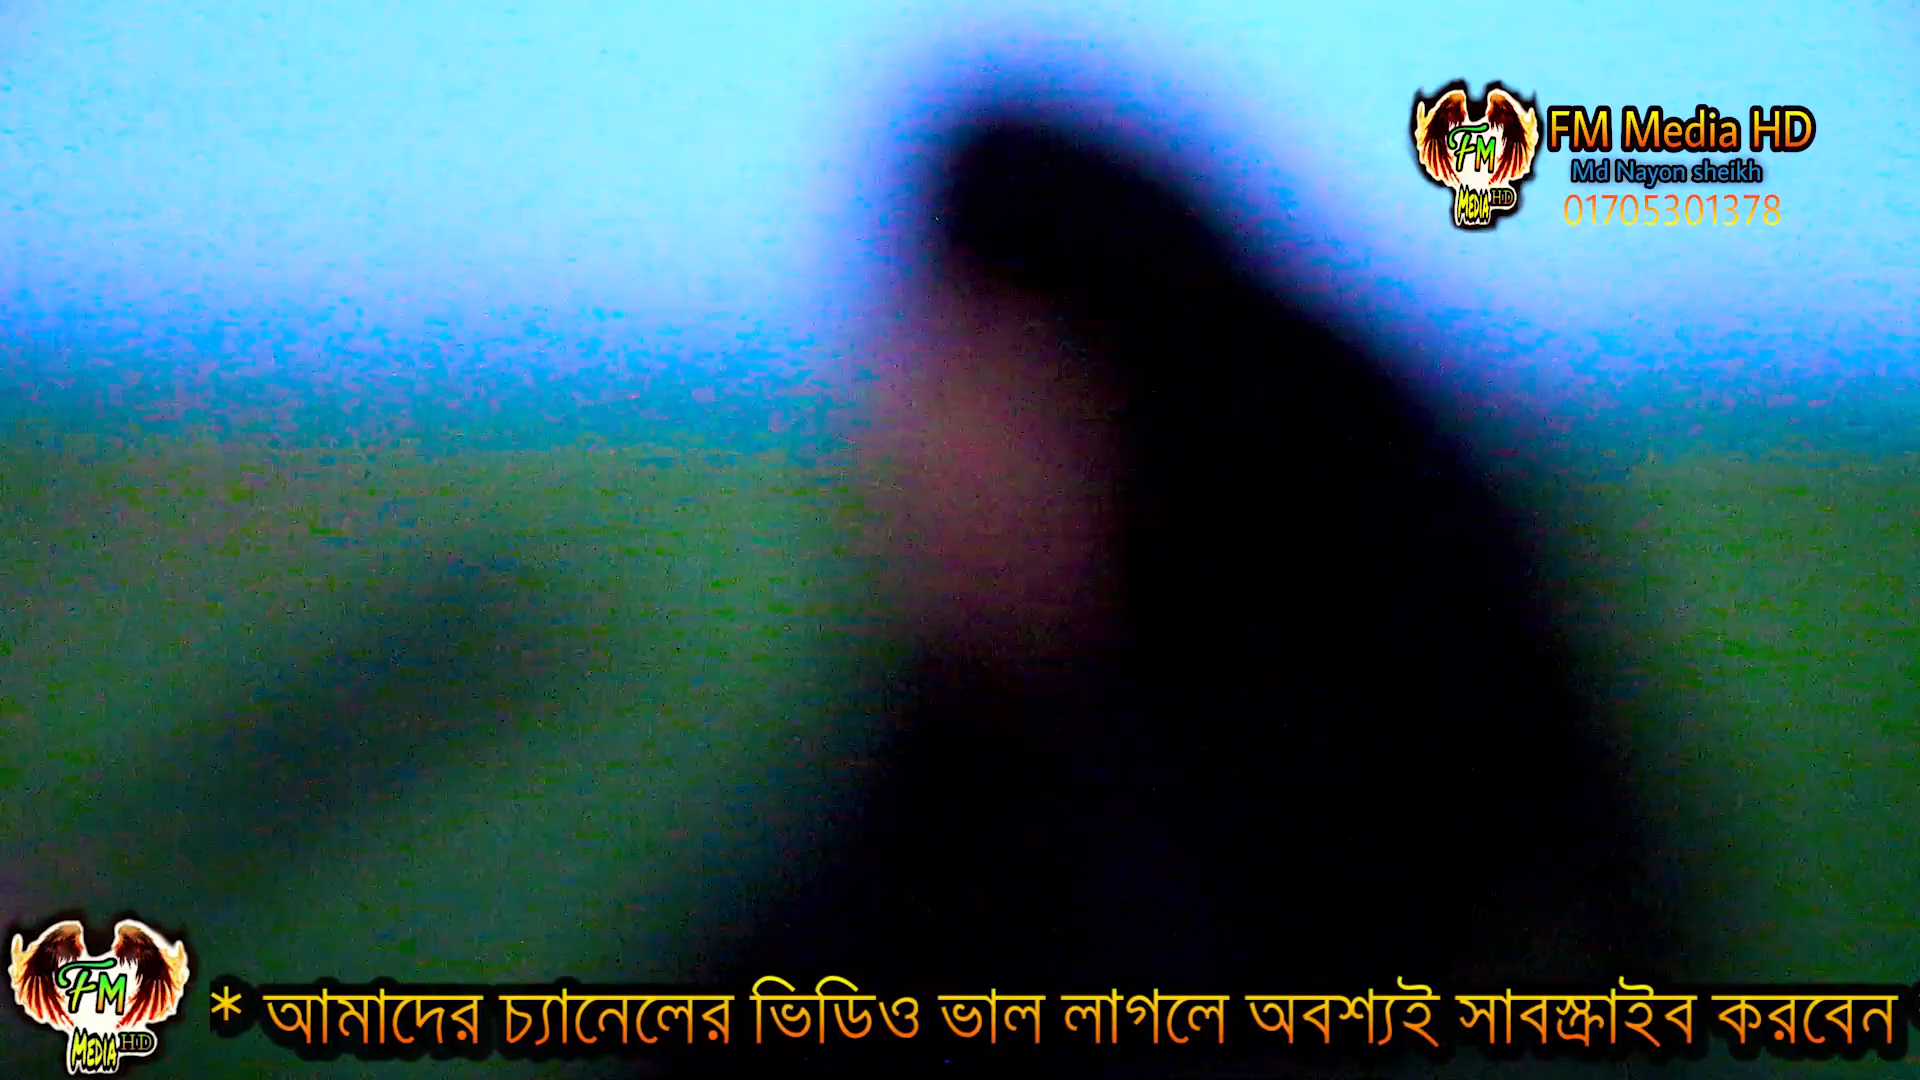 FM Media HD
Md Nayon sheikh
01705301378
FM
MEDIA HD
FM
MEDIA HD
* আমাদের চ্যানেলের ভিডিও ভাল লাগলে অবশ্যই সাবস্ক্রাইব করবেন